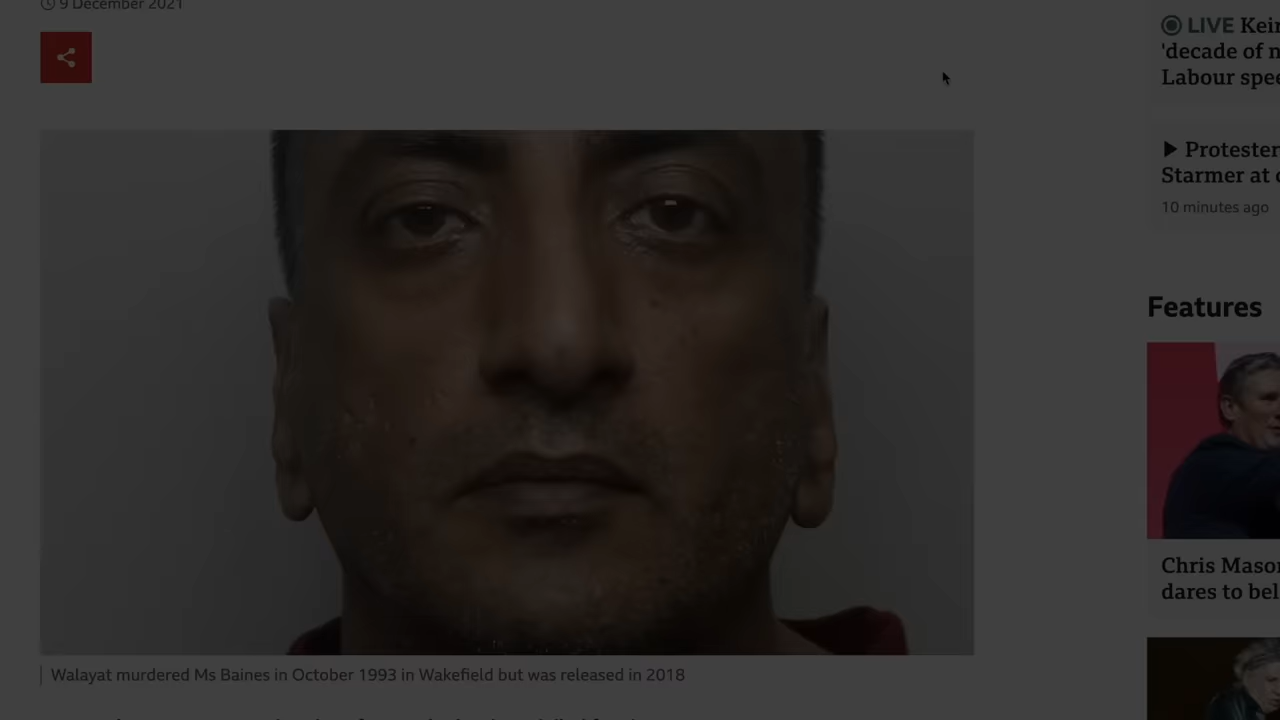 9 December 2021
LIVE Keir
'decade of n
Labour spee
Protester
Starmer at c
10 minutes ago
Features
Chris Mason
dares to bel
Walayat murdered Ms Baines in October 1993 in Wakefield but was released in 2018